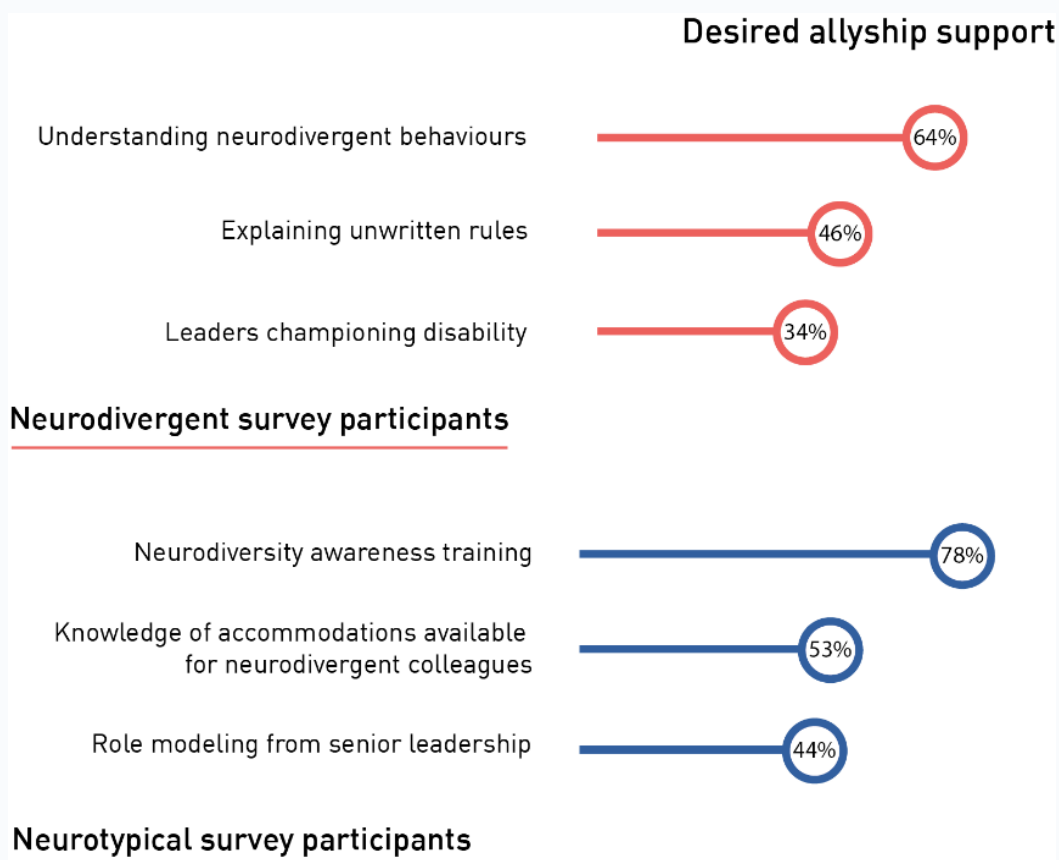 Desired allyship support
Understanding neurodivergent behaviours
64%
Explaining unwritten rules
46%
Leaders championing disability
34%
Neurodivergent survey participants
Neurodiversity awareness training
78%
Knowledge of accommodations available
for neurodivergent colleagues
53%
Role modeling from senior leadership
44%
Neurotypical survey participants